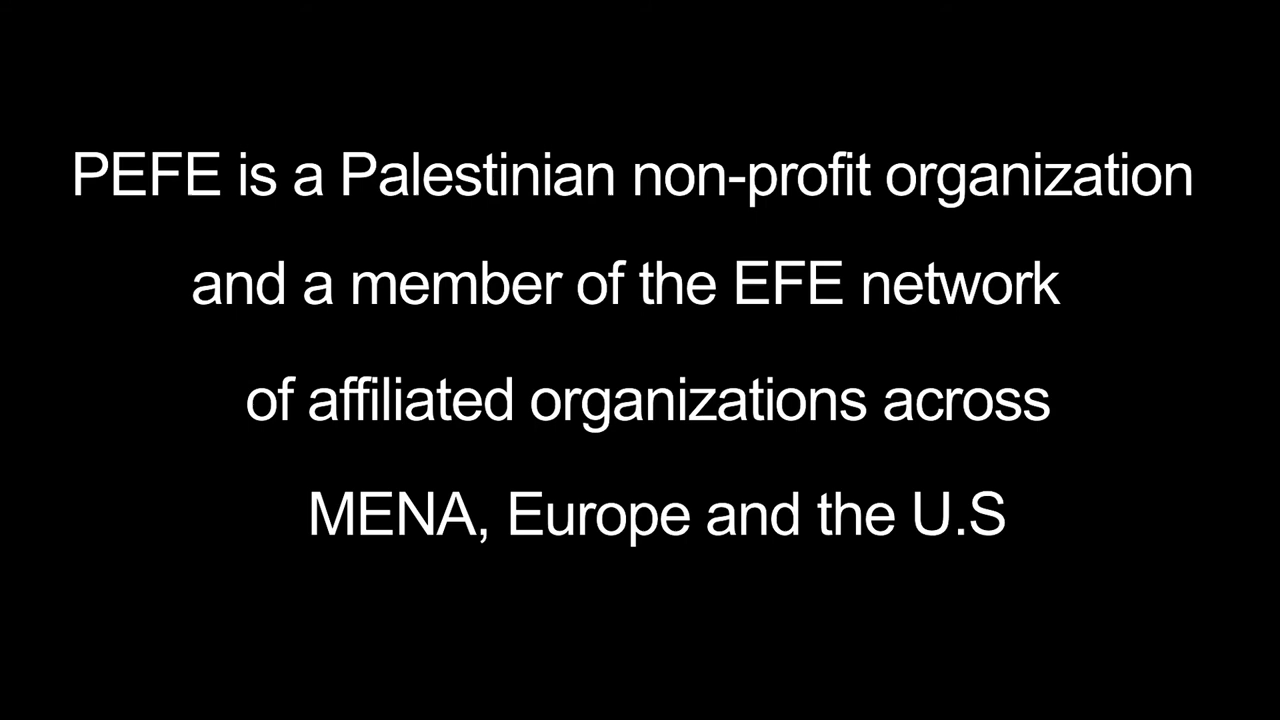 PEFE is a Palestinian non-profit organization
and a member of the EFE network
of affiliated organizations across
MENA, Europe and the U.S